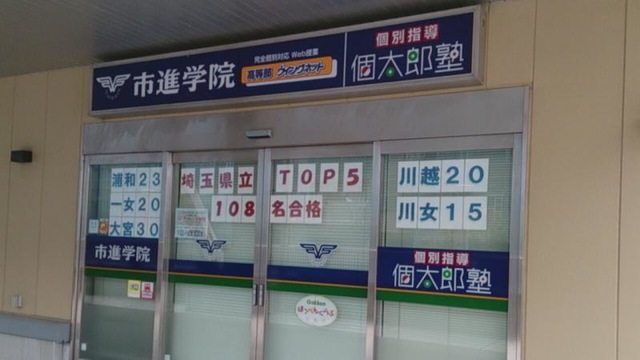 市進学院
完全個別対応 Web授業
高等部 ウイングネット
個別指導
個太郎塾
浦和23
一女20
大宮30
埼玉県立 TOP5
108名合格
川越20
川女15
市進学院
個別指導
個太郎塾
Gakken